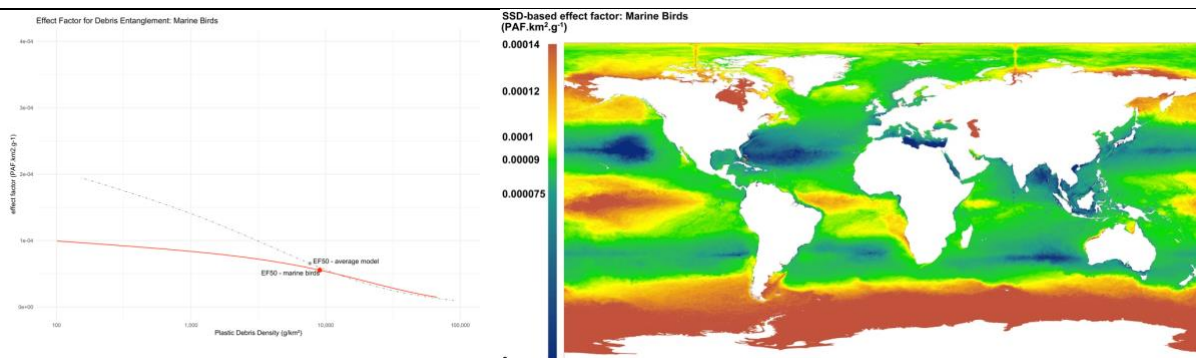 Effect Factor for Debris Entanglement: Marine Birds
4e-04
3e-04
2e-04
1e-04
0e+00
effect factor (PAF.km2.g-1)
EF50 - average model
EF50 - marine birds
100
1,000
10,000
100,000
Plastic Debris Density (g/km²)
SSD-based effect factor: Marine Birds
(PAF.km².g⁻¹)
0.00014
0.00012
0.0001
0.00009
0.000075